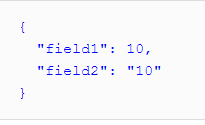 {
  "field1": 10,
  "field2": "10"
}